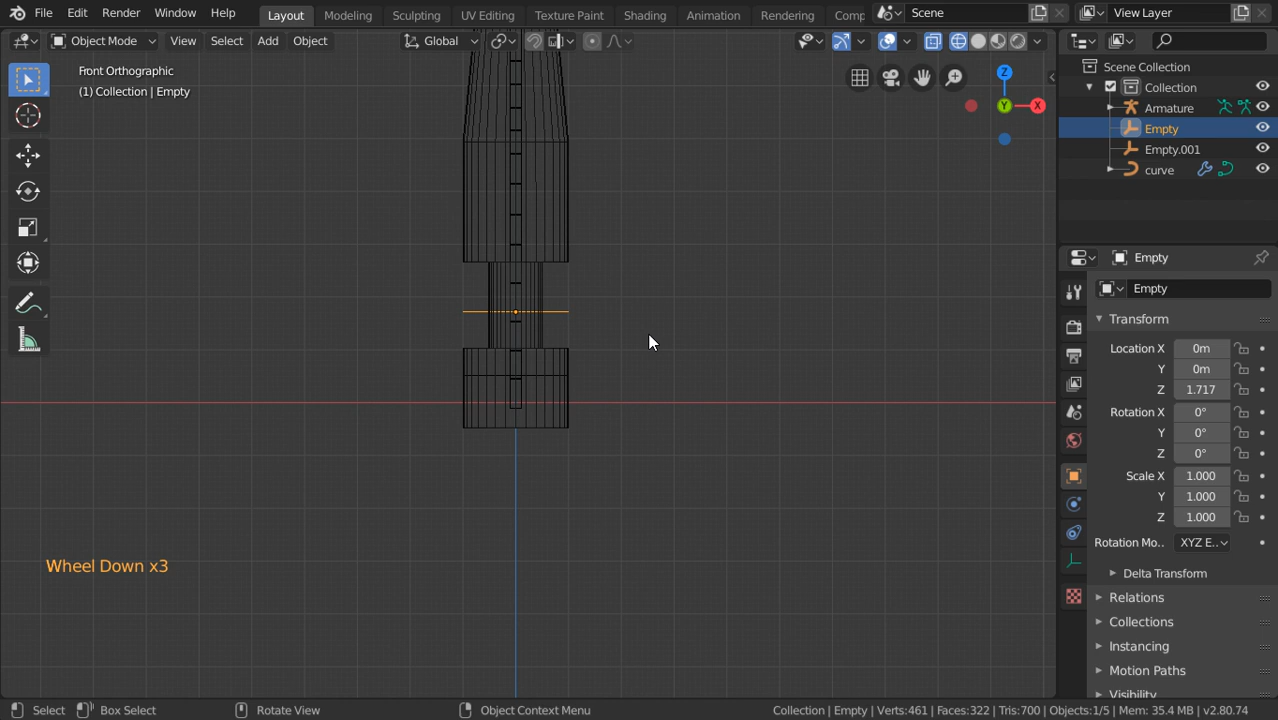 File Edit Render Window Help Layout Modeling Sculpting UV Editing Texture Paint Shading Animation Rendering Comp Scene View Layer
Object Mode View Select Add Object Global
Front Orthographic
(1) Collection | Empty
Z
Y
X
Scene Collection
Collection
Armature
Empty
Empty.001
curve
Empty
Empty
Transform
Location X 0m
Y 0m
Z 1.717
Rotation X 0°
Y 0°
Z 0°
Scale X 1.000
Y 1.000
Z 1.000
Rotation Mo.. XYZ E..
Delta Transform
Relations
Collections
Instancing
Motion Paths
Visibility
Wheel Down x3
Select Box Select Rotate View Object Context Menu Collection | Empty | Verts:461 | Faces:322 | Tris:700 | Objects:1/5 | Mem: 35.4 MB | v2.80.74